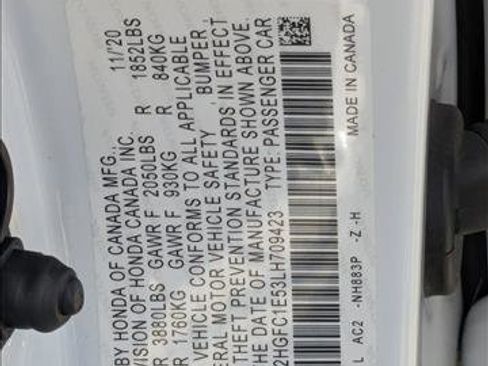 BY HONDA OF CANADA MFG., 11/20
VISION OF HONDA CANADA INC.
R 3880LBS GAWR F 2050LBS R 1852LBS
R 1760KG GAWR F 930KG R 840KG
VEHICLE CONFORMS TO ALL APPLICABLE
ERAL MOTOR VEHICLE SAFETY , BUMPER ,
THEFT PREVENTION STANDARDS IN EFFECT
THE DATE OF MANUFACTURE SHOWN ABOVE.
2HGFC1E53LH709423 TYPE: PASSENGER CAR
L AC2 -NH883P -Z -H MADE IN CANADA